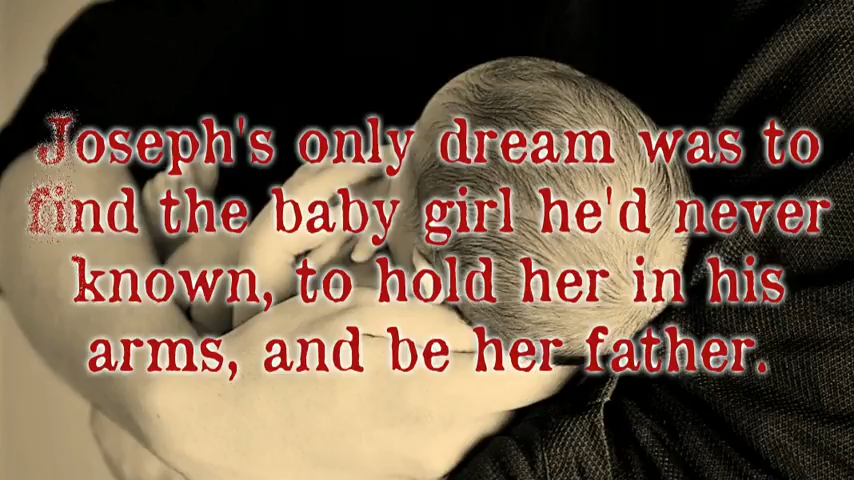 Joseph's only dream was to
find the baby girl he'd never
known, to hold her in his
arms, and be her father.